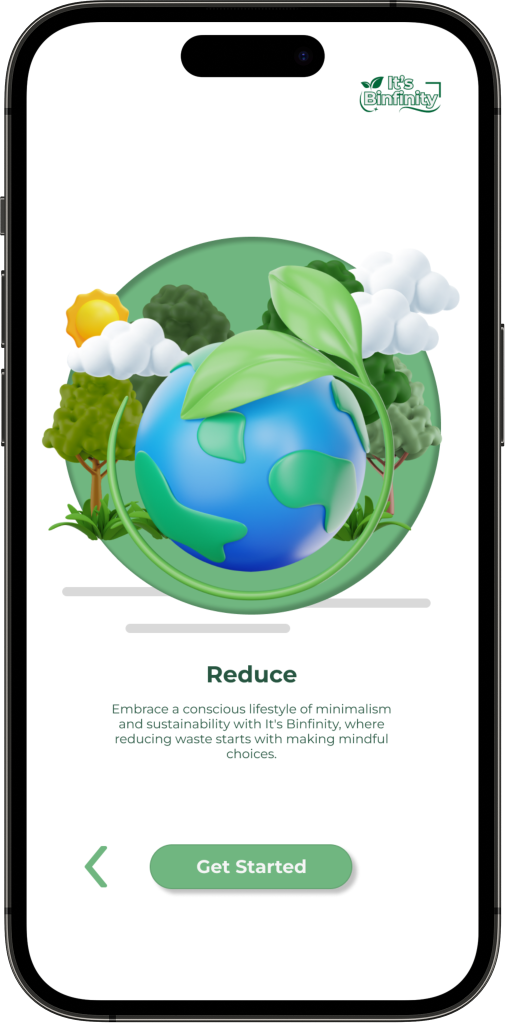 It's
Binfinity
Reduce
Embrace a conscious lifestyle of minimalism
and sustainability with It's Binfinity, where
reducing waste starts with making mindful
choices.
Get Started